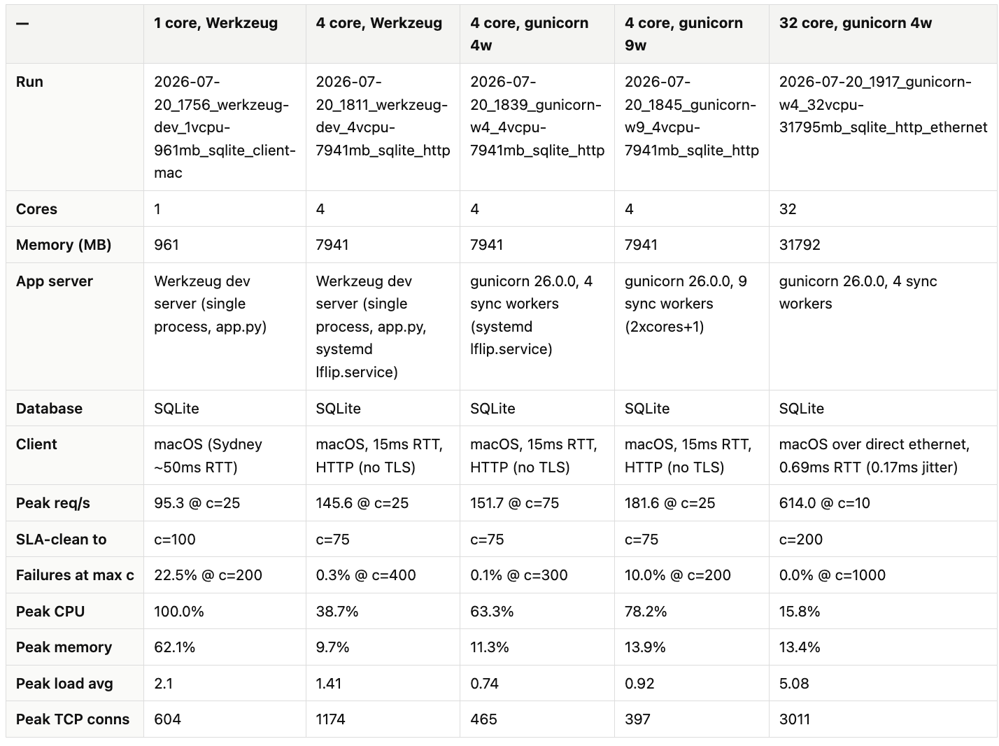 —
1 core, Werkzeug
4 core, Werkzeug
4 core, gunicorn
4w
4 core, gunicorn
9w
32 core, gunicorn 4w
Run
2026-07-
20_1756_werkzeug-
dev_1vcpu-
961mb_sqlite_client-
mac
2026-07-
20_1811_werkzeug-
dev_4vcpu-
7941mb_sqlite_http
2026-07-
20_1839_gunicorn-
w4_4vcpu-
7941mb_sqlite_http
2026-07-
20_1845_gunicorn-
w9_4vcpu-
7941mb_sqlite_http
2026-07-20_1917_gunicorn-
w4_32vcpu-
31795mb_sqlite_http_ethernet
Cores
1
4
4
4
32
Memory (MB)
961
7941
7941
7941
31792
App server
Werkzeug dev
server (single
process, app.py)
Werkzeug dev
server (single
process, app.py,
systemd
lflip.service)
gunicorn 26.0.0, 4
sync workers
(systemd
lflip.service)
gunicorn 26.0.0, 9
sync workers
(2xcores+1)
gunicorn 26.0.0, 4 sync
workers
Database
SQLite
SQLite
SQLite
SQLite
SQLite
Client
macOS (Sydney
~50ms RTT)
macOS, 15ms RTT,
HTTP (no TLS)
macOS, 15ms RTT,
HTTP (no TLS)
macOS, 15ms RTT,
HTTP (no TLS)
macOS over direct ethernet,
0.69ms RTT (0.17ms jitter)
Peak req/s
95.3 @ c=25
145.6 @ c=25
151.7 @ c=75
181.6 @ c=25
614.0 @ c=10
SLA-clean to
c=100
c=75
c=75
c=75
c=200
Failures at max c
22.5% @ c=200
0.3% @ c=400
0.1% @ c=300
10.0% @ c=200
0.0% @ c=1000
Peak CPU
100.0%
38.7%
63.3%
78.2%
15.8%
Peak memory
62.1%
9.7%
11.3%
13.9%
13.4%
Peak load avg
2.1
1.41
0.74
0.92
5.08
Peak TCP conns
604
1174
465
397
3011